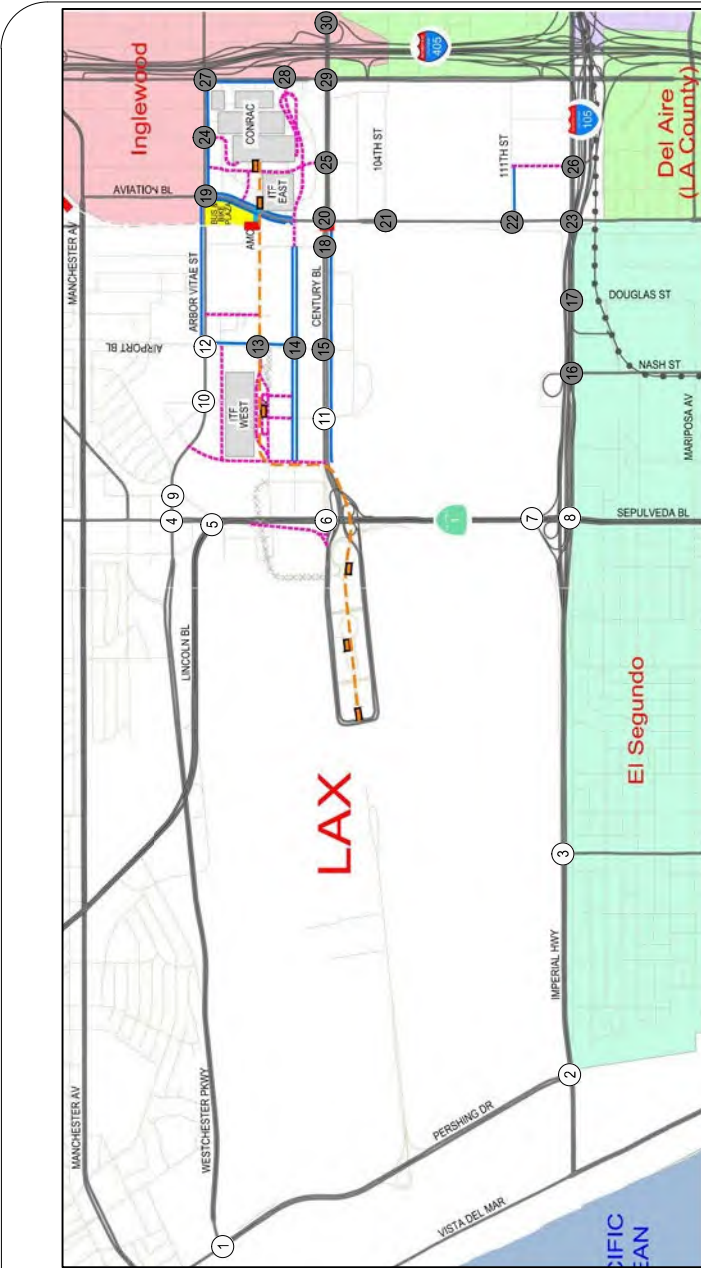 MANCHESTER AV
MANCHESTER AV
Inglewood
AVIATION BL
ARBOR VITAE ST
AIRPORT BL
LINCOLN BL
WESTCHESTER PKWY
CONRAC
ITF
EAST
BUS
BIKE
PLAZA
AMC
ITF
WEST
CENTURY BL
104TH ST
111TH ST
405
105
1
Del Aire
(LA County)
DOUGLAS ST
NASH ST
MARIPOSA AV
SEPULVEDA BL
El Segundo
LAX
IMPERIAL HWY
PERSHING DR
VISTA DEL MAR
CIFIC
EAN
1
2
3
4
5
6
7
8
9
10
11
12
13
14
15
16
17
18
19
20
21
22
23
24
25
26
27
28
29
30